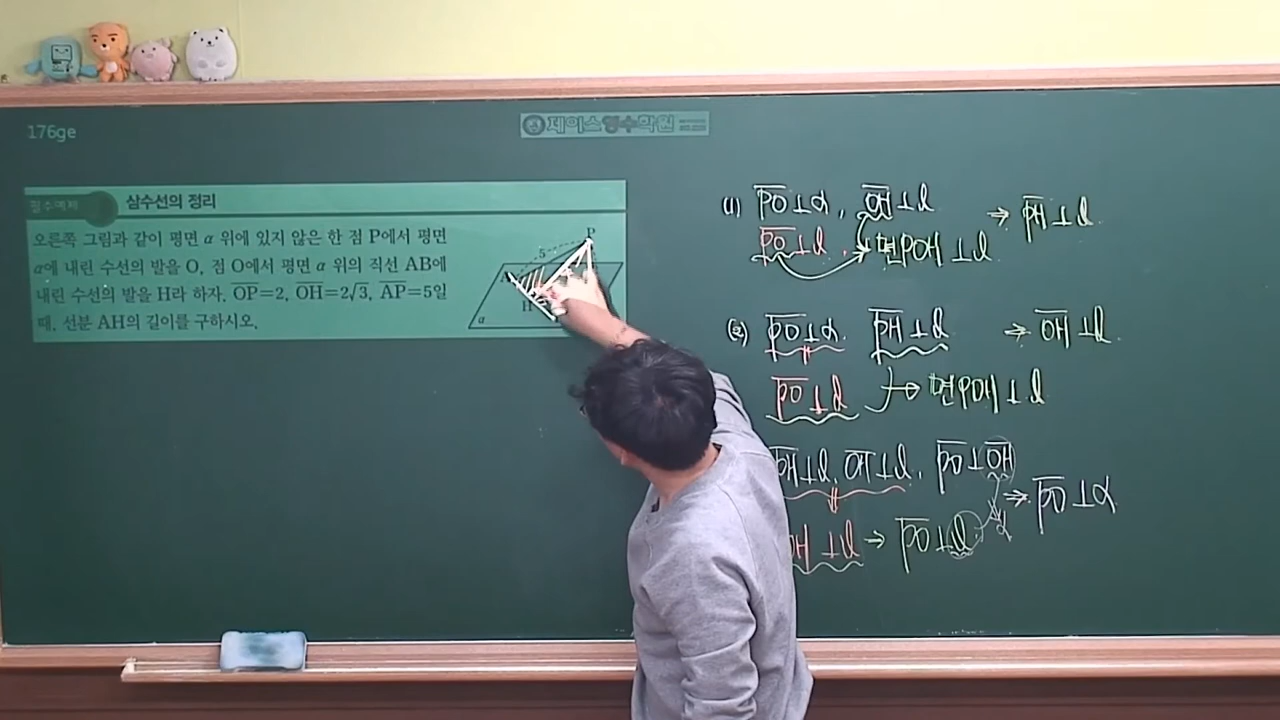 176ge
제이스영수학원
필수예제 삼수선의 정리
오른쪽 그림과 같이 평면 α 위에 있지 않은 한 점 P에서 평면
α에 내린 수선의 발을 O, 점 O에서 평면 α 위의 직선 AB에
내린 수선의 발을 H라 하자. OP=2, OH=2√3, AP=5일
때, 선분 AH의 길이를 구하시오.
P
5
A
H
α
(1) PO⊥α, OH⊥l ⇒ PH⊥l
PO⊥l, 면POH⊥l
(2) PO⊥α. PH⊥l ⇒ OH⊥l
PO⊥l → 면POH⊥l
PH⊥l, OH⊥l, PO⊥OH ⇒ PO⊥α
H⊥l → PO⊥l
α